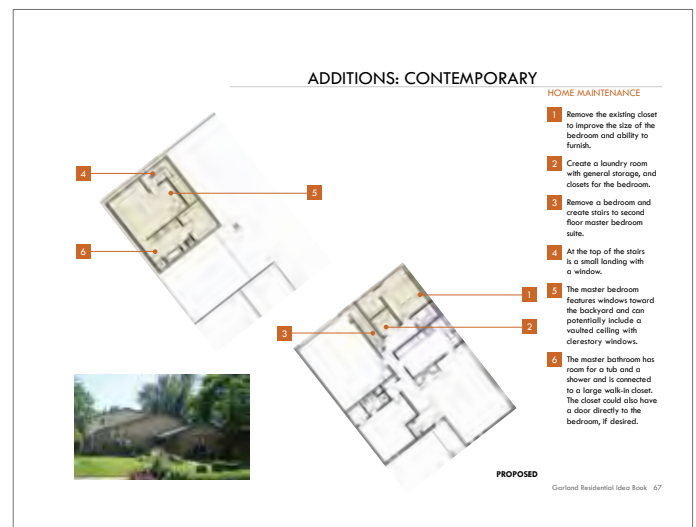 ADDITIONS: CONTEMPORARY
HOME MAINTENANCE
1 Remove the existing closet
to improve the size of the
bedroom and ability to
furnish.
2 Create a laundry room
with general storage, and
closets for the bedroom.
3 Remove a bedroom and
create stairs to second
floor master bedroom
suite.
4 At the top of the stairs
is a small landing with
a window.
5 The master bedroom
features windows toward
the backyard and can
potentially include a
vaulted ceiling with
clerestory windows.
6 The master bathroom has
room for a tub and a
shower and is connected
to a large walk-in closet.
The closet could also have
a door directly to the
bedroom, if desired.
4
5
6
1
2
3
PROPOSED
Garland Residential Idea Book 67